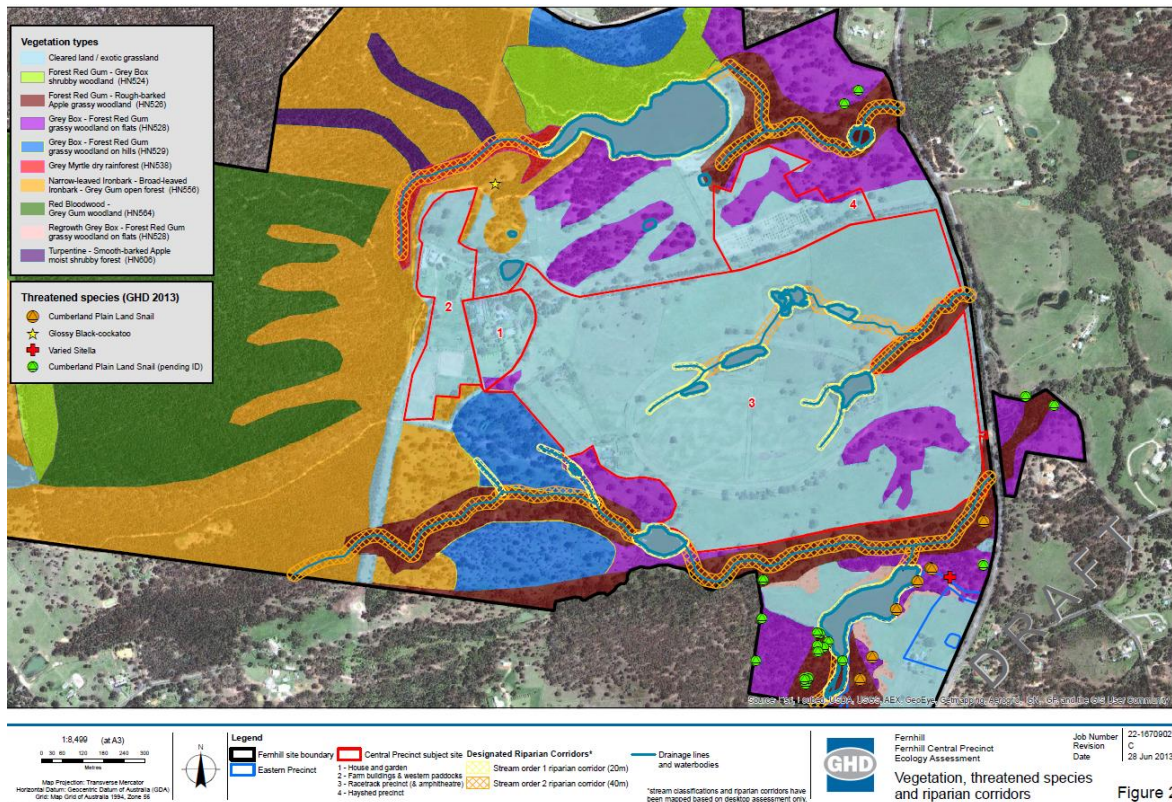 Vegetation types
Cleared land / exotic grassland
Forest Red Gum - Grey Box
shrubby woodland (HN524)
Forest Red Gum - Rough-barked
Apple grassy woodland (HN526)
Grey Box - Forest Red Gum
grassy woodland on flats (HN528)
Grey Box - Forest Red Gum
grassy woodland on hills (HN529)
Grey Myrtle dry rainforest (HN538)
Narrow-leaved Ironbark - Broad-leaved
Ironbark - Grey Gum open forest (HN556)
Red Bloodwood -
Grey Gum woodland (HN564)
Regrowth Grey Box - Forest Red Gum
grassy woodland on flats (HN528)
Turpentine - Smooth-barked Apple
moist shrubby forest (HN606)
Threatened species (GHD 2013)
Cumberland Plain Land Snail
Glossy Black-cockatoo
Varied Sitella
Cumberland Plain Land Snail (pending ID)
4
2
1
3
DRAFT
and the GIS User Community
1:8,499 (at A3)
0 30 60 120 180 240 300
Metres
Map Projection: Transverse Mercator
Horizontal Datum: Geocentric Datum of Australia (GDA)
Grid: Map Grid of Australia 1994, Zone 56
N
Legend
Fernhill site boundary
Eastern Precinct
Central Precinct subject site
1 - House and garden
2 - Farm buildings & western paddocks
3 - Racetrack precinct (& amphitheatre)
4 - Hayshed precinct
Designated Riparian Corridors*
Stream order 1 riparian corridor (20m)
Stream order 2 riparian corridor (40m)
Drainage lines
and waterbodies
*stream classifications and riparian corridors have
been mapped based on desktop assessment only.
GHD
Fernhill
Fernhill Central Precinct
Ecology Assessment
Job Number 22-1670902
Revision C
Date 28 Jun 2013
Vegetation, threatened species
and riparian corridors
Figure 2